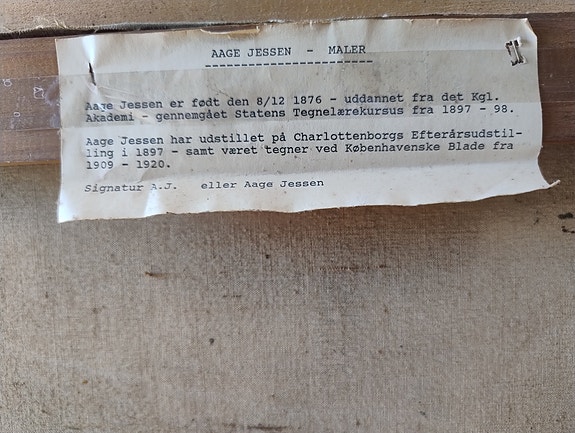 AAGE JESSEN - MALER
Aage Jessen er født den 8/12 1876 - uddannet fra det Kgl.
Akademi - gennemgået Statens Tegnelærekursus fra 1897 - 98.
Aage Jessen har udstillet på Charlottenborgs Efterårsudstil-
ling i 1897 - samt været tegner ved Københavnske Blade fra
1909 - 1920.
Signatur A.J. eller Aage Jessen